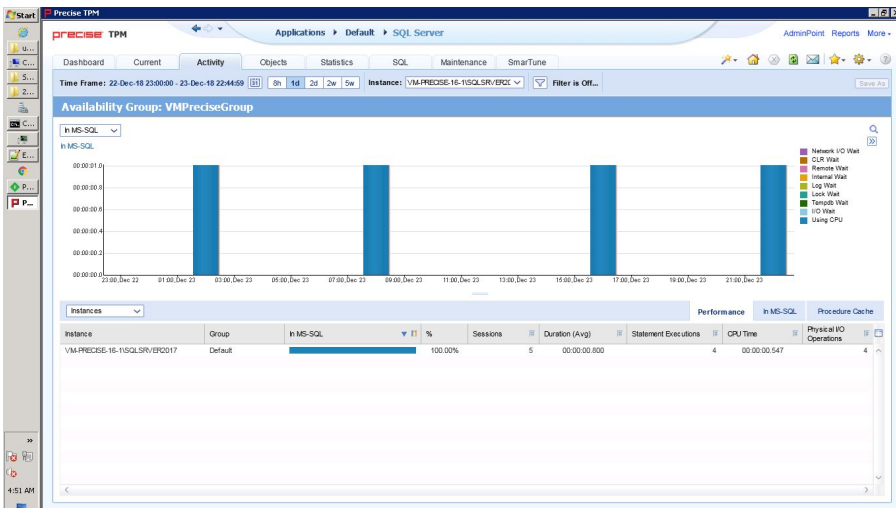 Start
Precise TPM
precise TPM
Applications Default SQL Server
AdminPoint Reports More
Dashboard Current Activity Objects Statistics SQL Maintenance SmarTune
Time Frame: 22-Dec-18 23:00:00 - 23-Dec-18 22:44:59 8h 1d 2d 2w 5w Instance: VM-PRECISE-16-1\SQLSRVER20 Filter is Off... Save As
Availability Group: VMPreciseGroup
In MS-SQL
In MS-SQL
00:00:01.0
00:00:00.8
00:00:00.6
00:00:00.4
00:00:00.2
00:00:00.0
23:00,Dec 22 01:00,Dec 23 03:00,Dec 23 05:00,Dec 23 07:00,Dec 23 09:00,Dec 23 11:00,Dec 23 13:00,Dec 23 15:00,Dec 23 17:00,Dec 23 19:00,Dec 23 21:00,Dec 23
Network I/O Wait
CLR Wait
Remote Wait
Internal Wait
Log Wait
Lock Wait
Tempdb Wait
I/O Wait
Using CPU
Instances
Performance In MS-SQL Procedure Cache
Instance Group In MS-SQL % Sessions Duration (Avg) Statement Executions CPU Time Physical I/O Operations
VM-PRECISE-16-1\SQLSRVER2017 Default 100.00% 5 00:00:00.800 4 00:00:00.547 4
u...
C...
5...
2...
C...
E...
P...
P...
4:51 AM